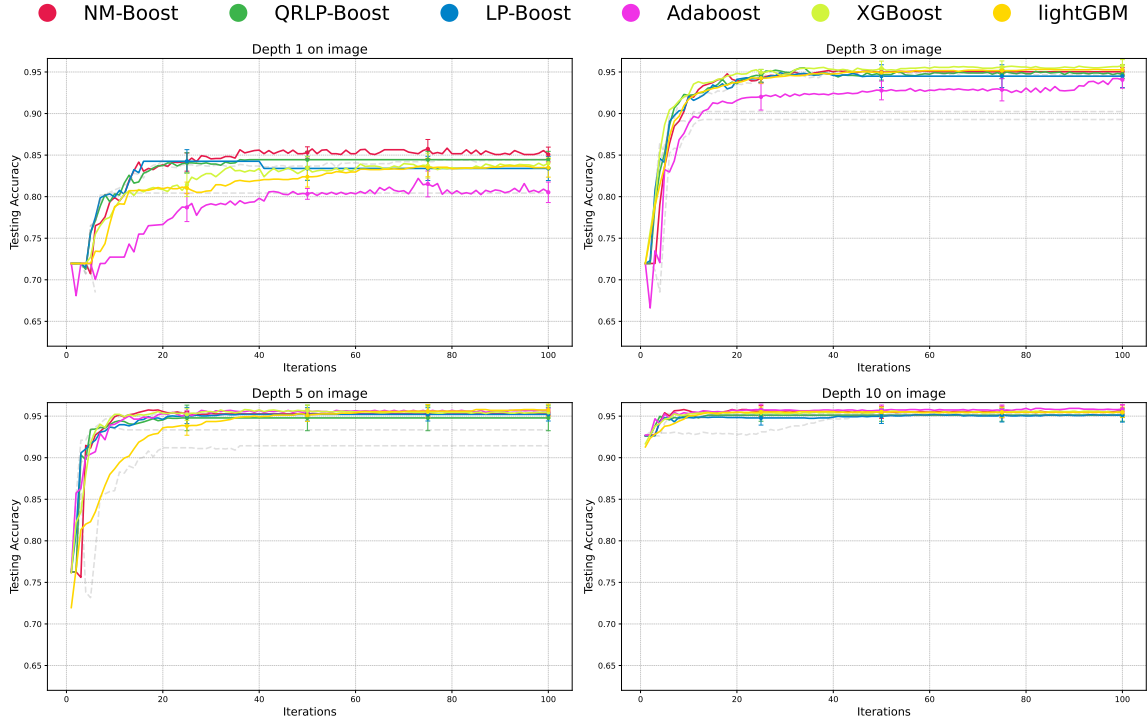 NM-Boost QRLP-Boost LP-Boost Adaboost XGBoost lightGBM
Depth 1 on image
Testing Accuracy
0.95
0.90
0.85
0.80
0.75
0.70
0.65
0 20 40 60 80 100
Iterations
Depth 3 on image
Testing Accuracy
0.95
0.90
0.85
0.80
0.75
0.70
0.65
0 20 40 60 80 100
Iterations
Depth 5 on image
Testing Accuracy
0.95
0.90
0.85
0.80
0.75
0.70
0.65
0 20 40 60 80 100
Iterations
Depth 10 on image
Testing Accuracy
0.95
0.90
0.85
0.80
0.75
0.70
0.65
0 20 40 60 80 100
Iterations